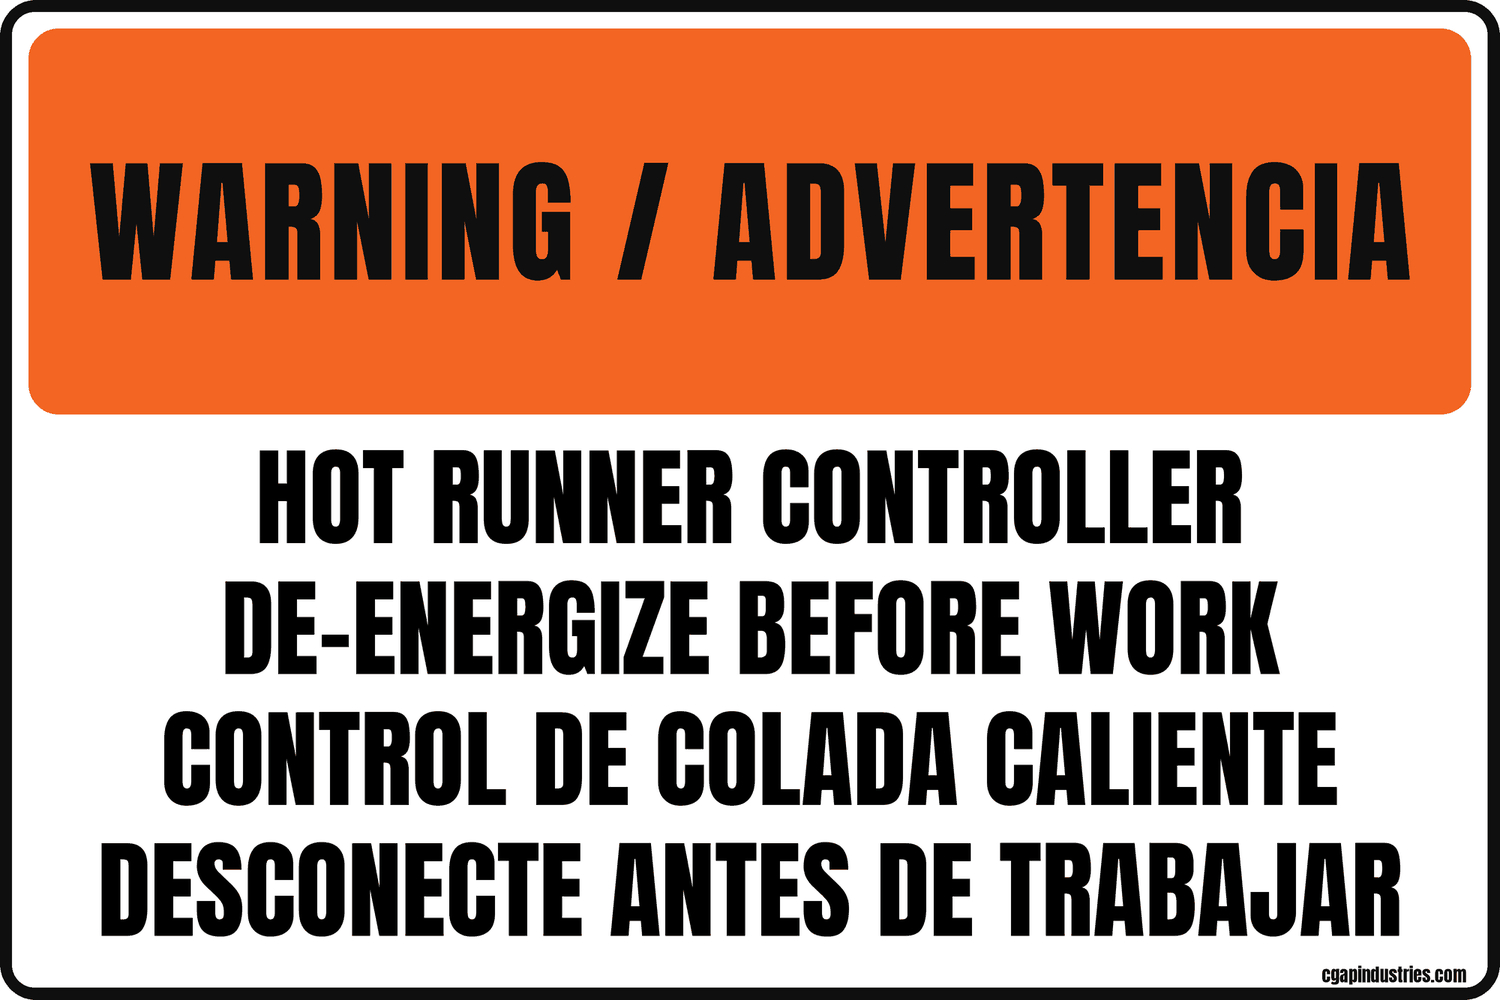 WARNING / ADVERTENCIA
HOT RUNNER CONTROLLER
DE-ENERGIZE BEFORE WORK
CONTROL DE COLADA CALIENTE
DESCONECTE ANTES DE TRABAJAR
cgapindustries.com